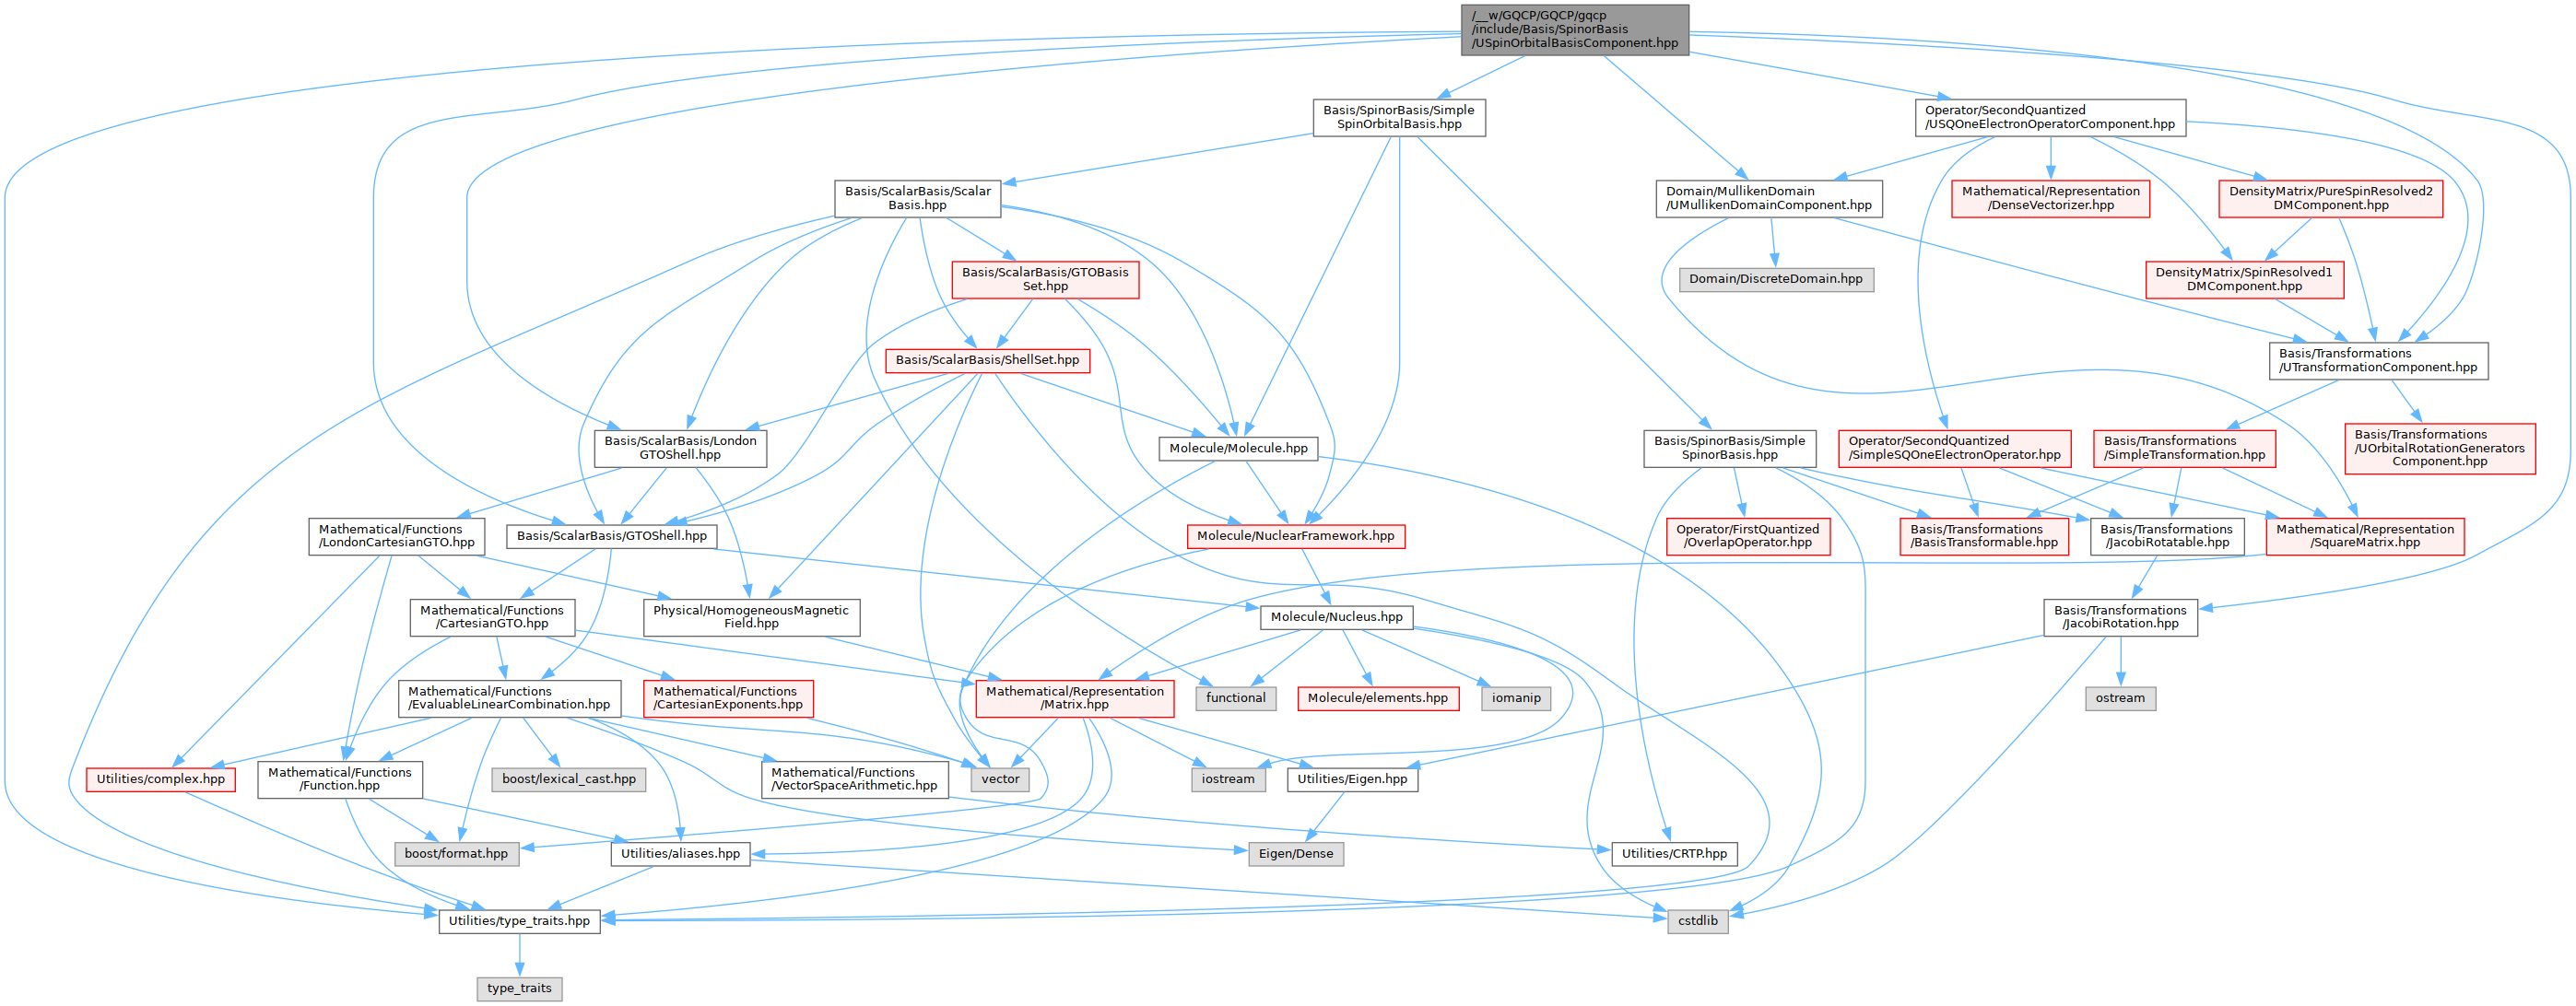 /__w/GQCP/GQCP/gqcp
/include/Basis/SpinorBasis
/USpinOrbitalBasisComponent.hpp
Basis/SpinorBasis/Simple
SpinOrbitalBasis.hpp
Operator/SecondQuantized
/USQOneElectronOperatorComponent.hpp
Basis/ScalarBasis/Scalar
Basis.hpp
Domain/MullikenDomain
/UMullikenDomainComponent.hpp
Mathematical/Representation
/DenseVectorizer.hpp
DensityMatrix/PureSpinResolved2
DMComponent.hpp
Basis/ScalarBasis/GTOBasis
Set.hpp
Domain/DiscreteDomain.hpp
DensityMatrix/SpinResolved1
DMComponent.hpp
Basis/ScalarBasis/ShellSet.hpp
Basis/Transformations
/UTransformationComponent.hpp
Basis/ScalarBasis/London
GTOShell.hpp
Molecule/Molecule.hpp
Basis/SpinorBasis/Simple
SpinorBasis.hpp
Operator/SecondQuantized
/SimpleSQOneElectronOperator.hpp
Basis/Transformations
/SimpleTransformation.hpp
Basis/Transformations
/UOrbitalRotationGenerators
Component.hpp
Mathematical/Functions
/LondonCartesianGTO.hpp
Basis/ScalarBasis/GTOShell.hpp
Molecule/NuclearFramework.hpp
Operator/FirstQuantized
/OverlapOperator.hpp
Basis/Transformations
/BasisTransformable.hpp
Basis/Transformations
/JacobiRotatable.hpp
Mathematical/Representation
/SquareMatrix.hpp
Mathematical/Functions
/CartesianGTO.hpp
Physical/HomogeneousMagnetic
Field.hpp
Molecule/Nucleus.hpp
Basis/Transformations
/JacobiRotation.hpp
Mathematical/Functions
/EvaluableLinearCombination.hpp
Mathematical/Functions
/CartesianExponents.hpp
Mathematical/Representation
/Matrix.hpp
functional
Molecule/elements.hpp
iomanip
ostream
Utilities/complex.hpp
Mathematical/Functions
/Function.hpp
boost/lexical_cast.hpp
Mathematical/Functions
/VectorSpaceArithmetic.hpp
vector
iostream
Utilities/Eigen.hpp
boost/format.hpp
Utilities/aliases.hpp
Eigen/Dense
Utilities/CRTP.hpp
Utilities/type_traits.hpp
cstdlib
type_traits